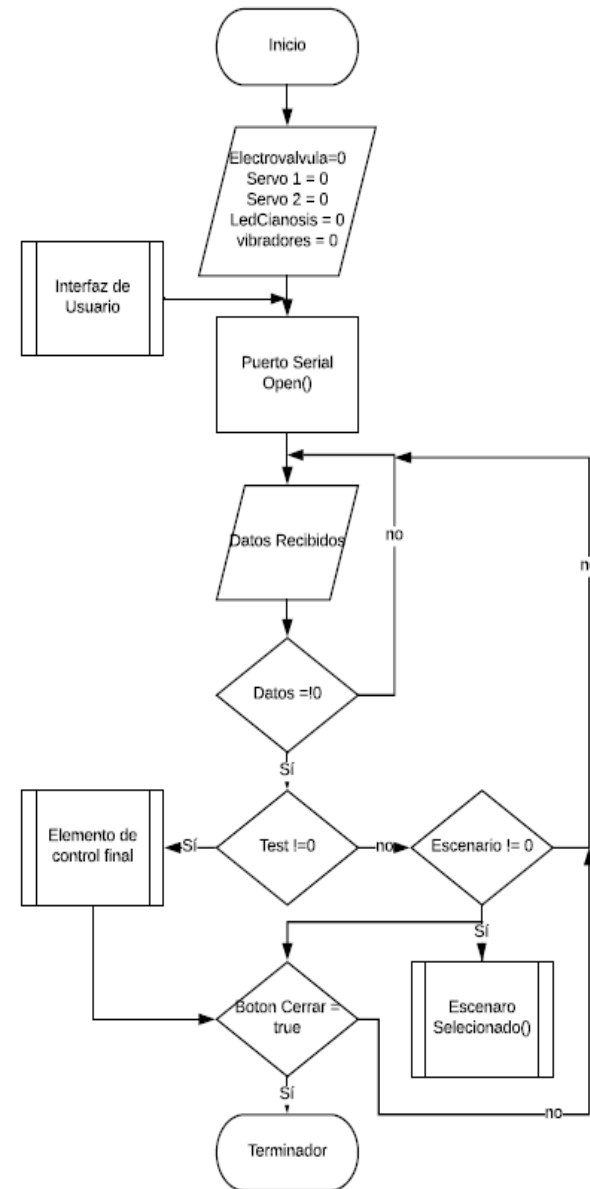 Inicio
Electrovalvula=0
Servo 1 = 0
Servo 2 = 0
LedCianosis = 0
vibradores = 0
Interfaz de
Usuario
Puerto Serial
Open()
Datos Recibidos
no
no
Datos =!0
Sí
Elemento de
control final
Sí
Test !=0
no
Escenario != 0
Sí
Boton Cerrar =
true
Escenaro
Selecionado()
Sí
no
Terminador